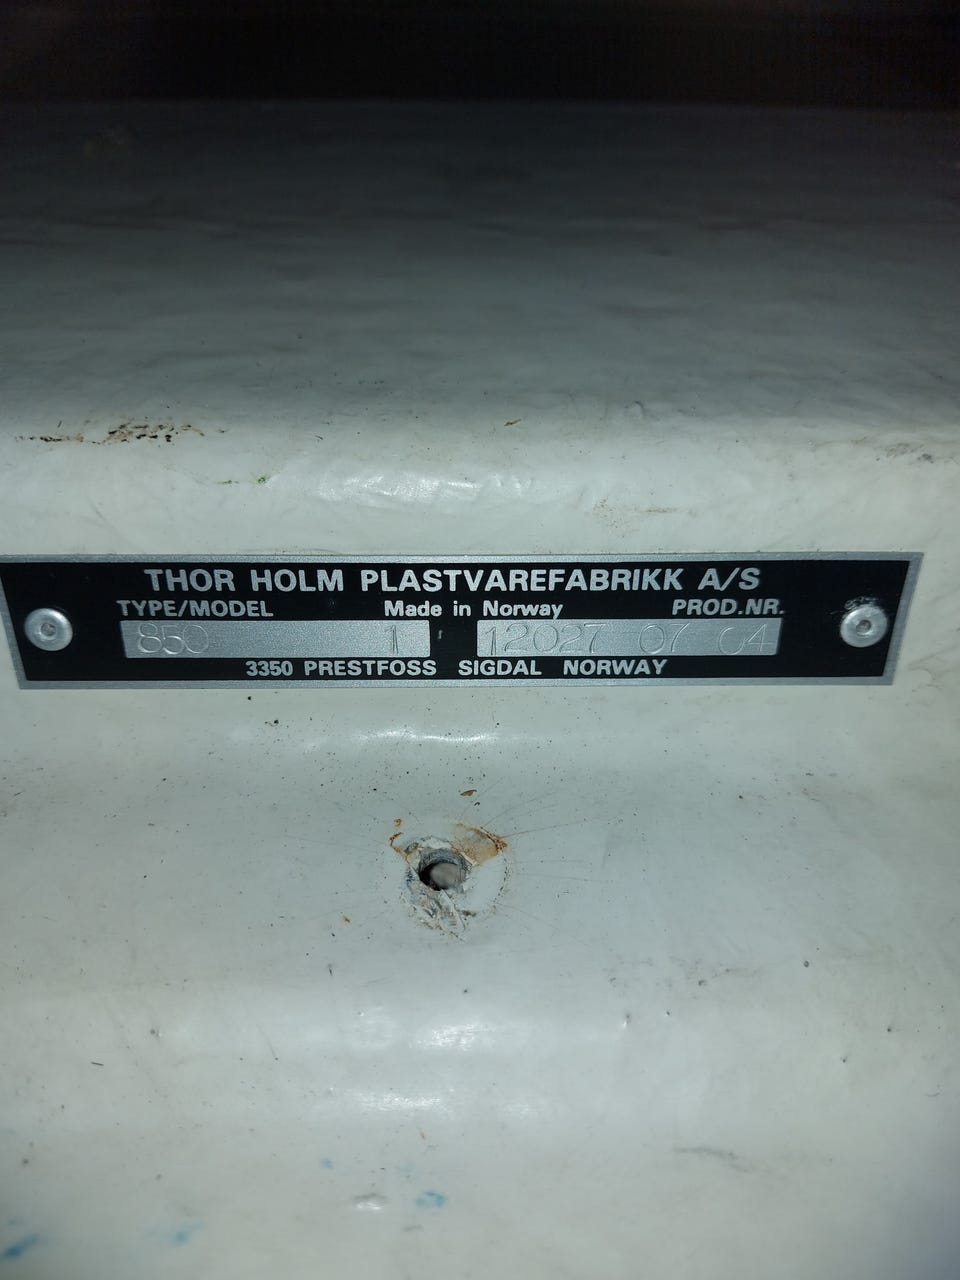 THOR HOLM PLASTVAREFABRIKK A/S
TYPE/MODEL Made in Norway PROD.NR.
850 1 12027 07 04
3350 PRESTFOSS SIGDAL NORWAY